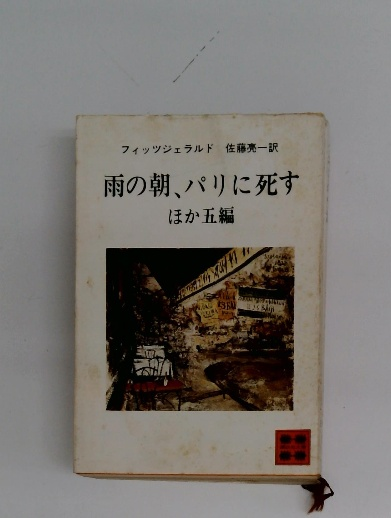 フィッツジェラルド 佐藤亮一訳
雨の朝、パリに死す
ほか五編